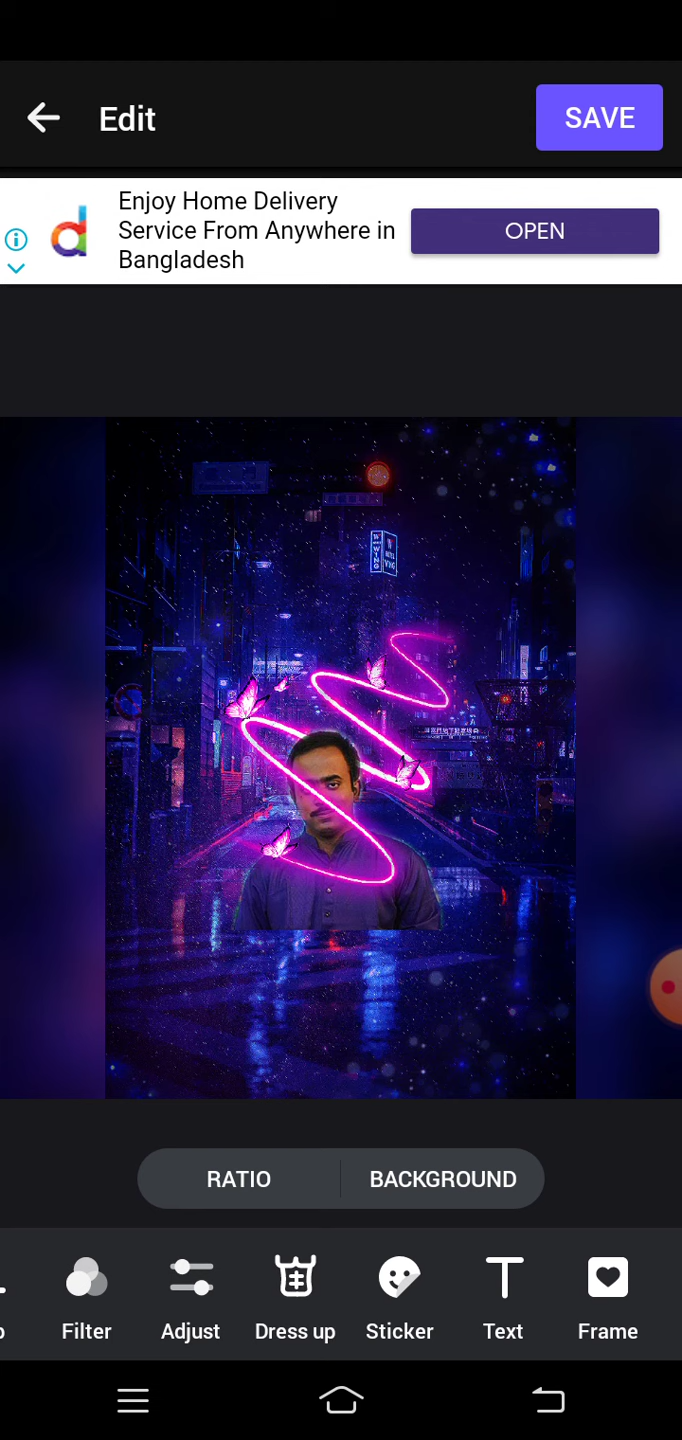 Edit
SAVE
Enjoy Home Delivery
Service From Anywhere in
Bangladesh
OPEN
RATIO
BACKGROUND
Filter
Adjust
Dress up
Sticker
Text
Frame